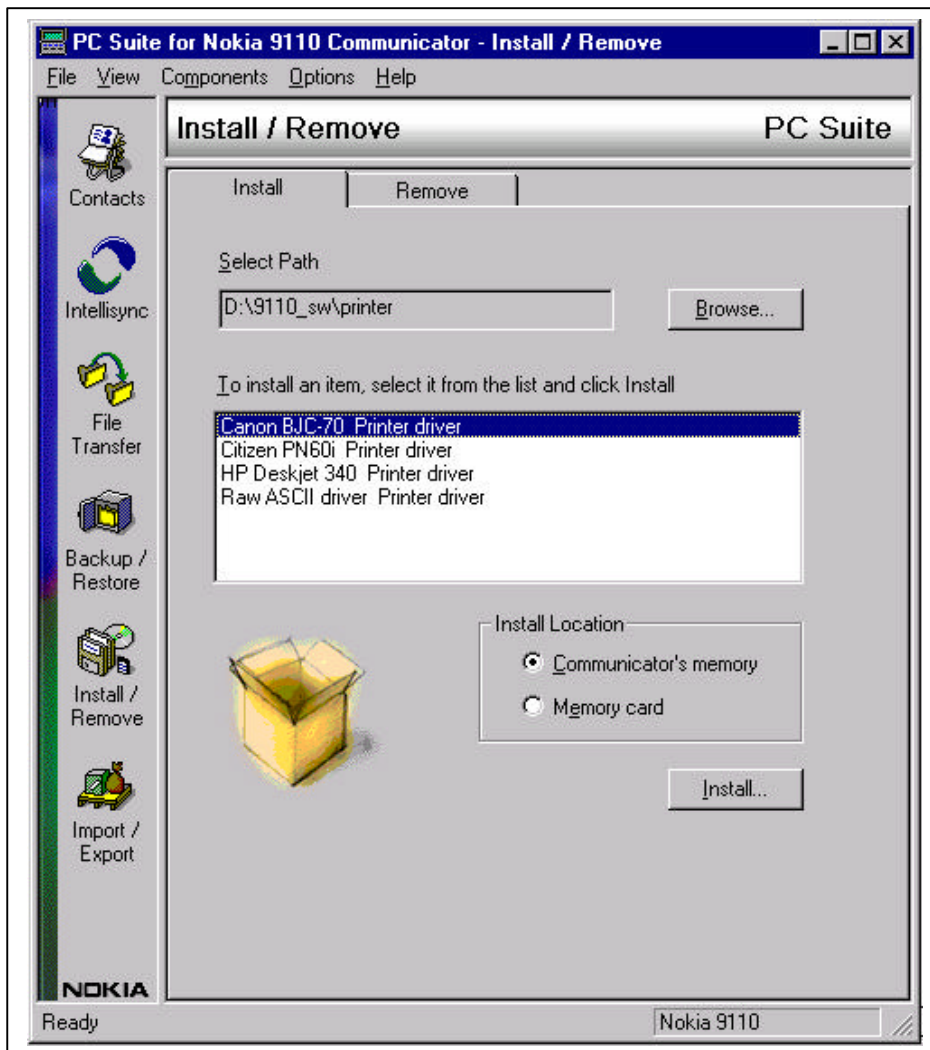 PC Suite for Nokia 9110 Communicator - Install / Remove
File View Components Options Help
Install / Remove PC Suite
Contacts
Intellisync
File
Transfer
Backup /
Restore
Install /
Remove
Import /
Export
NOKIA
Install Remove
Select Path
D:\9110_sw\printer Browse...
To install an item, select it from the list and click Install
Canon BJC-70 Printer driver
Citizen PN60i Printer driver
HP Deskjet 340 Printer driver
Raw ASCII driver Printer driver
Install Location
Communicator's memory
Memory card
Install...
Ready Nokia 9110